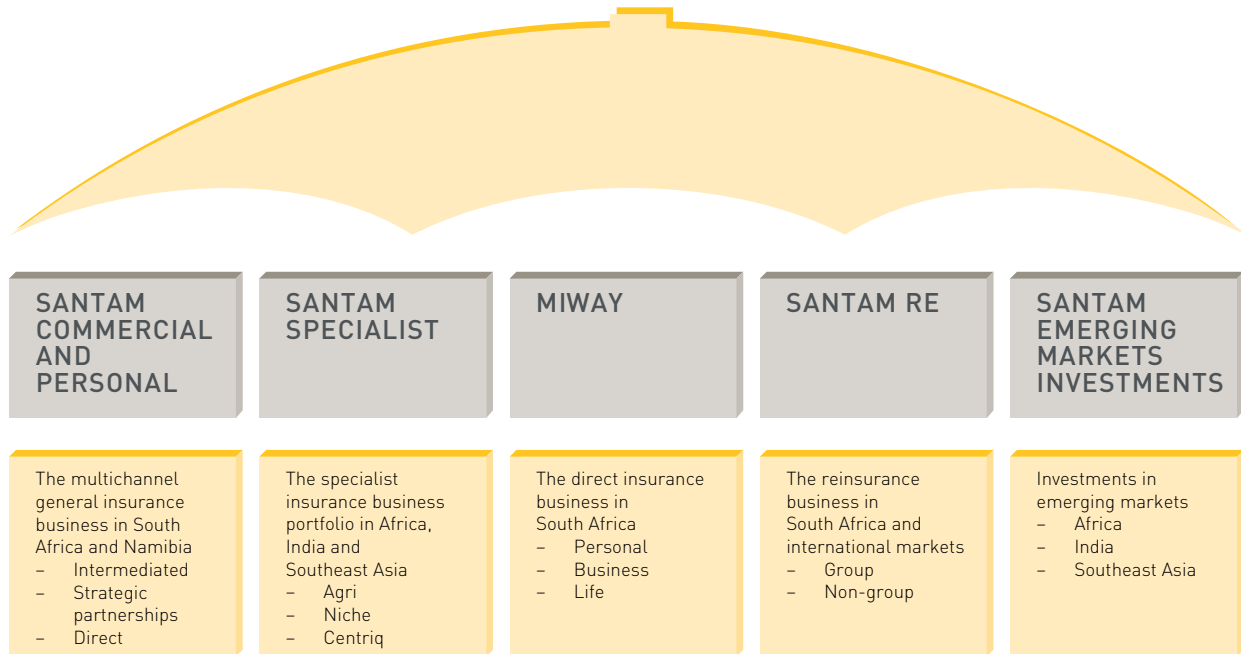 SANTAM
COMMERCIAL
AND
PERSONAL
SANTAM
SPECIALIST
MIWAY
SANTAM RE
SANTAM
EMERGING
MARKETS
INVESTMENTS
The multichannel
general insurance
business in South
Africa and Namibia
– Intermediated
– Strategic
partnerships
– Direct
The specialist
insurance business
portfolio in Africa,
India and
Southeast Asia
– Agri
– Niche
– Centriq
The direct insurance
business in
South Africa
– Personal
– Business
– Life
The reinsurance
business in
South Africa and
international markets
– Group
– Non-group
Investments in
emerging markets
– Africa
– India
– Southeast Asia